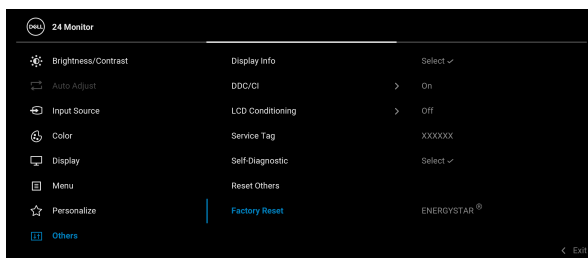 DELL 24 Monitor
Brightness/Contrast Display Info Select ✓
Auto Adjust DDC/CI > On
Input Source LCD Conditioning > Off
Color Service Tag XXXXXX
Display Self-Diagnostic Select ✓
Menu Reset Others
Personalize Factory Reset ENERGYSTAR ®
Others
< Exit